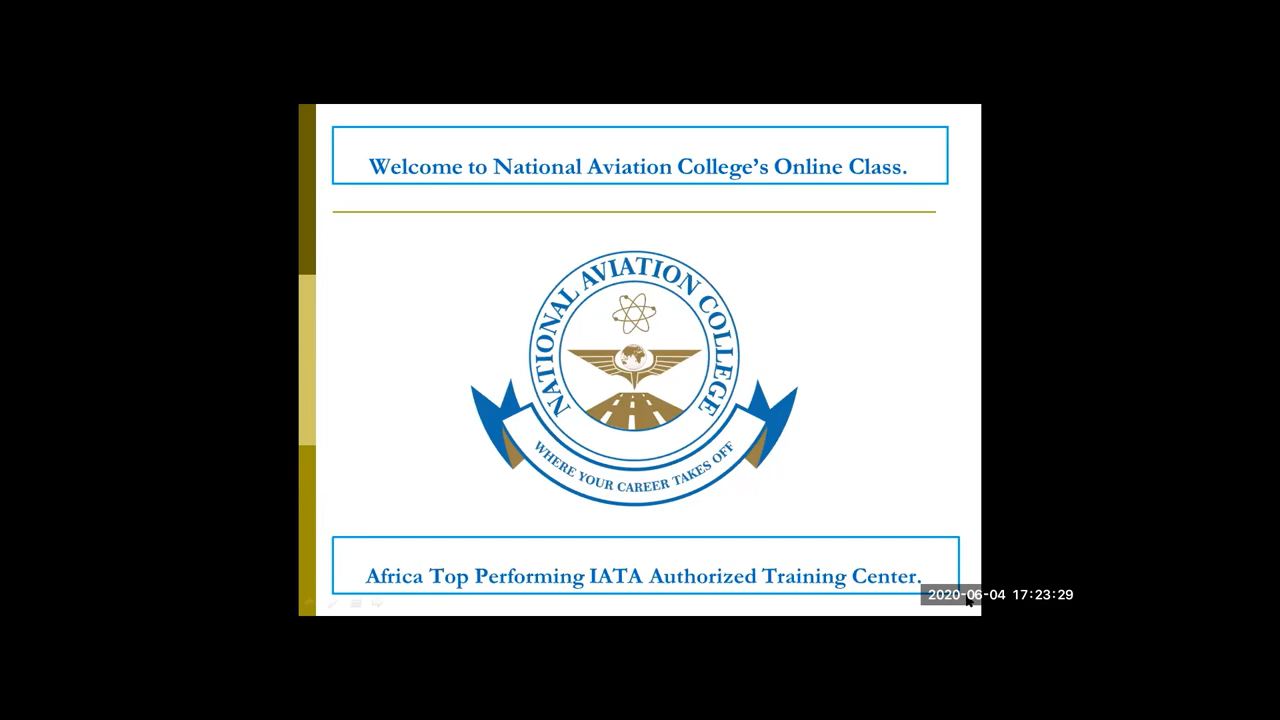 Welcome to National Aviation College's Online Class.
NATIONAL AVIATION COLLEGE
WHERE YOUR CAREER TAKES OFF
Africa Top Performing IATA Authorized Training Center.
2020-06-04 17:23:29